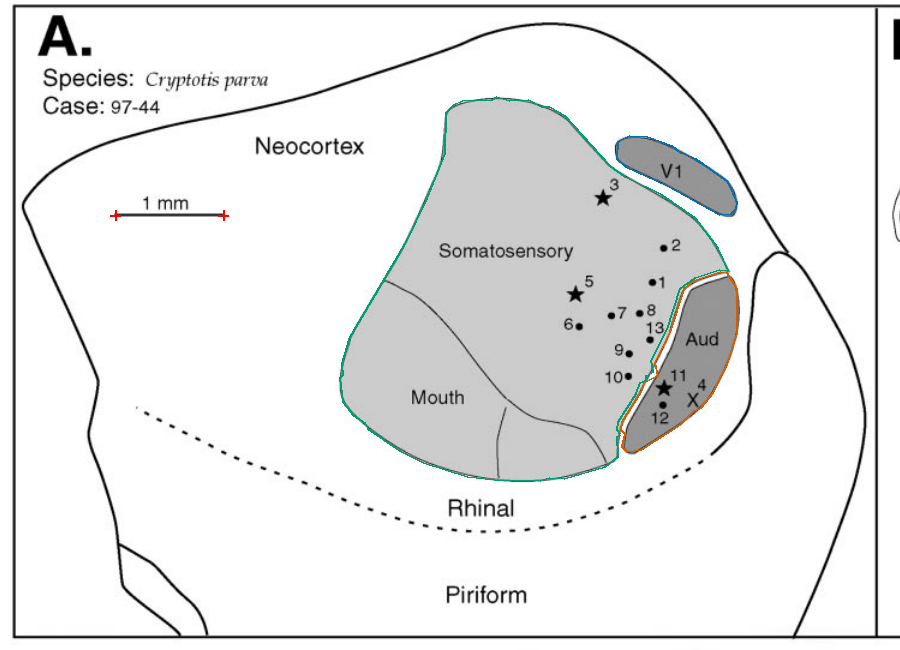 A.
Species: Cryptotis parva
Case: 97-44
Neocortex
V1
1 mm
3
Somatosensory
2
1
5
7
8
6
13
Aud
9
10
11
4
X
Mouth
12
Rhinal
Piriform